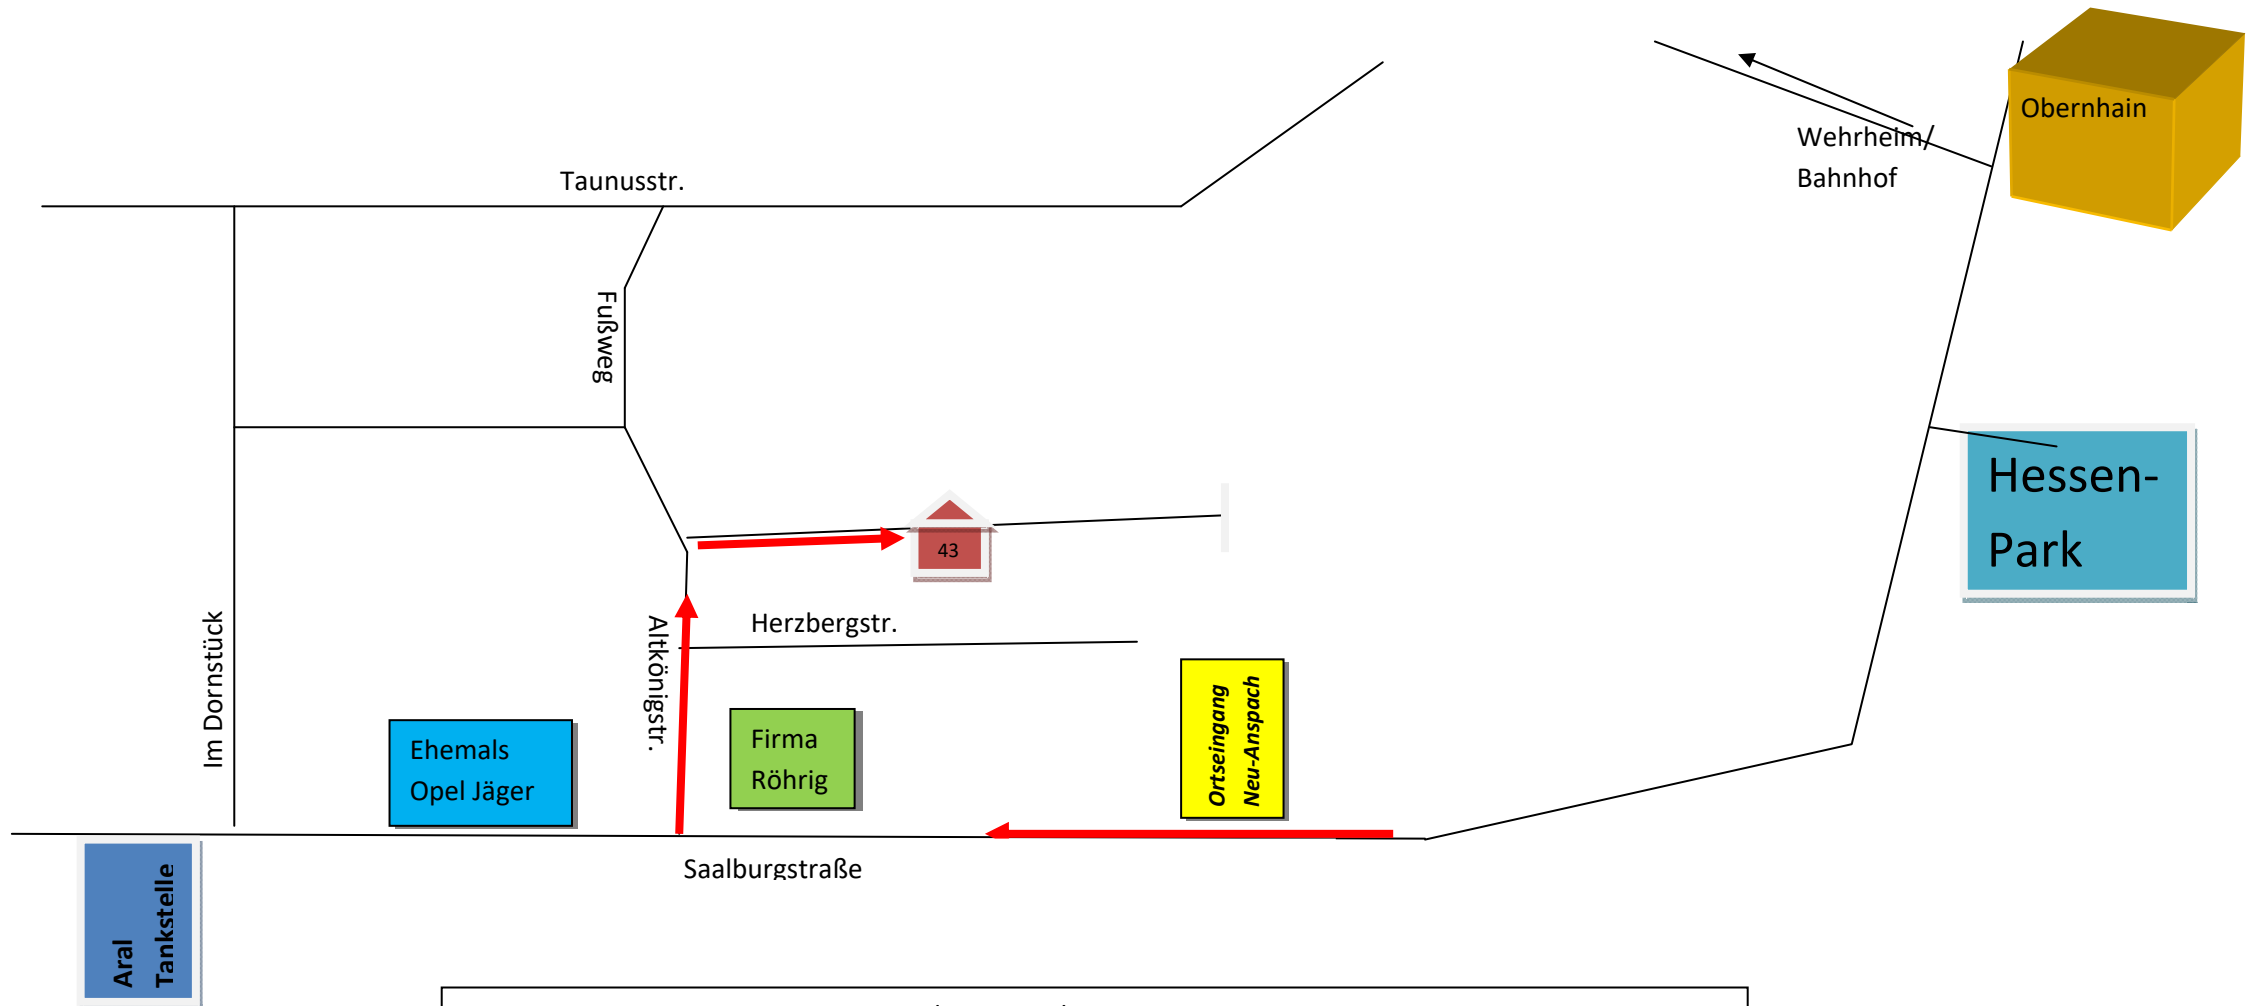 Obernhain
Wehrheim/
Bahnhof
Taunusstr.
Fußweg
Hessen-
Park
43
Herzbergstr.
Altkönigstr.
Im Dornstück
Ortseingang
Neu-Anspach
Ehemals
Opel Jäger
Firma
Röhrig
Saalburgstraße
Aral
Tankstelle